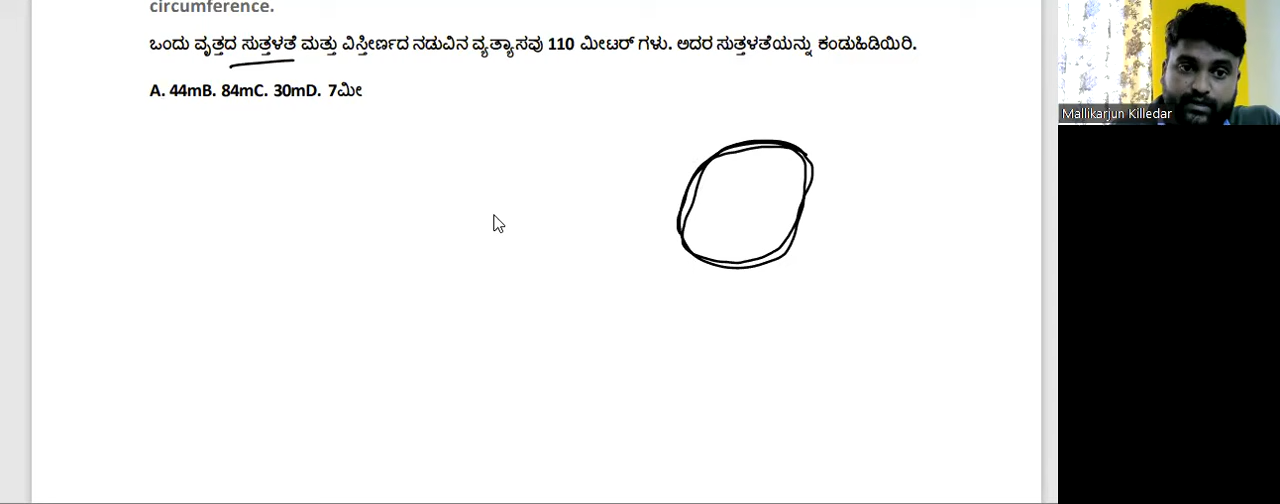 circumference.
ಒಂದು ವೃತ್ತದ ಸುತ್ತಳತೆ ಮತ್ತು ವಿಸ್ತೀರ್ಣದ ನಡುವಿನ ವ್ಯತ್ಯಾಸವು 110 ಮೀಟರ್ ಗಳು. ಅದರ ಸುತ್ತಳತೆಯನ್ನು ಕಂಡುಹಿಡಿಯಿರಿ.
A. 44mB. 84mC. 30mD. 7ಮೀ
Mallikarjun Killedar